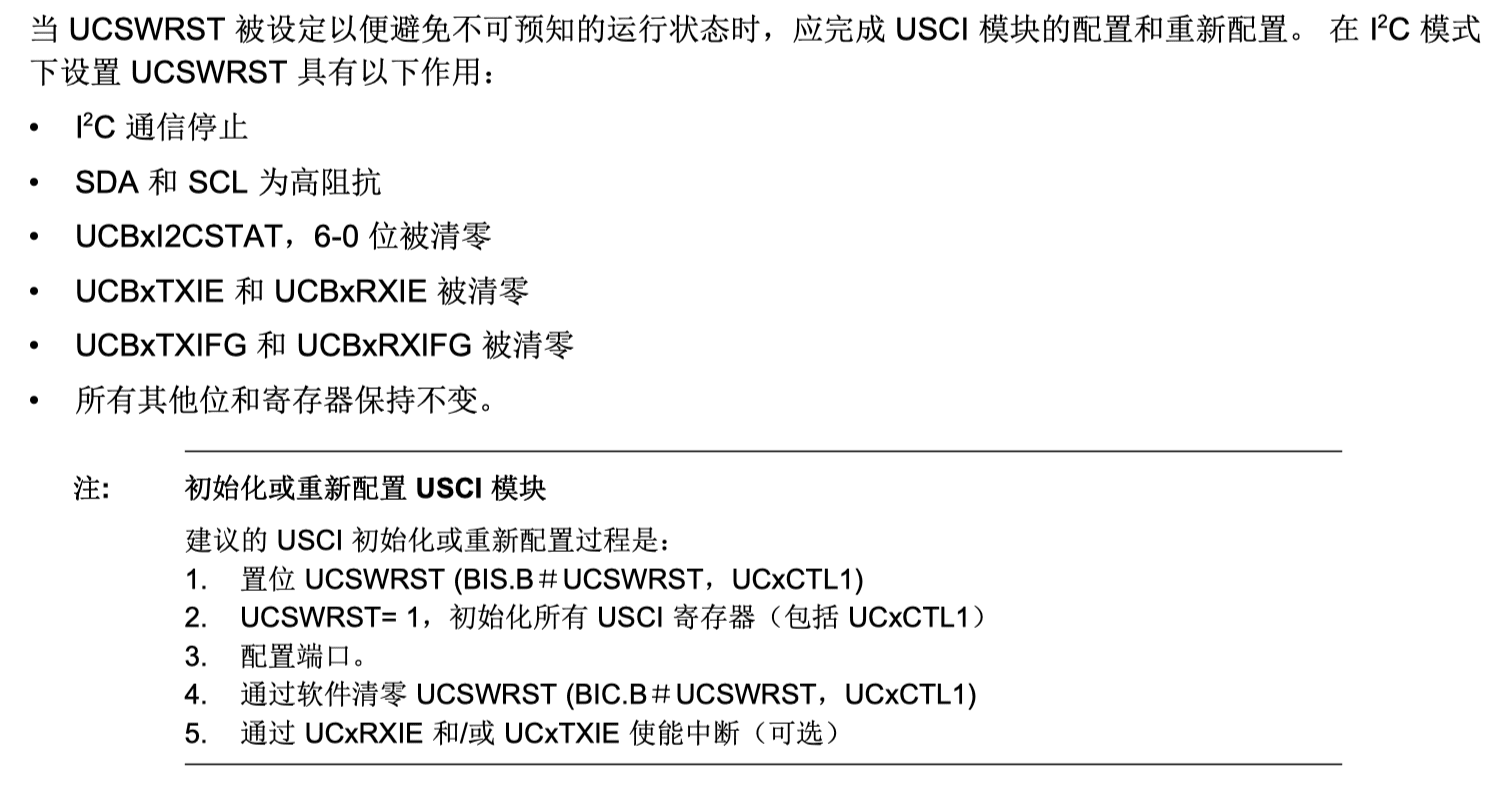 当 UCSWRST 被设定以便避免不可预知的运行状态时，应完成 USCI 模块的配置和重新配置。 在 I²C 模式
下设置 UCSWRST 具有以下作用：
• I²C 通信停止
• SDA 和 SCL 为高阻抗
• UCBxI2CSTAT，6-0 位被清零
• UCBxTXIE 和 UCBxRXIE 被清零
• UCBxTXIFG 和 UCBxRXIFG 被清零
• 所有其他位和寄存器保持不变。
注: 初始化或重新配置 USCI 模块
建议的 USCI 初始化或重新配置过程是：
1. 置位 UCSWRST (BIS.B＃UCSWRST，UCxCTL1)
2. UCSWRST= 1，初始化所有 USCI 寄存器（包括 UCxCTL1）
3. 配置端口。
4. 通过软件清零 UCSWRST (BIC.B＃UCSWRST，UCxCTL1)
5. 通过 UCxRXIE 和/或 UCxTXIE 使能中断（可选）